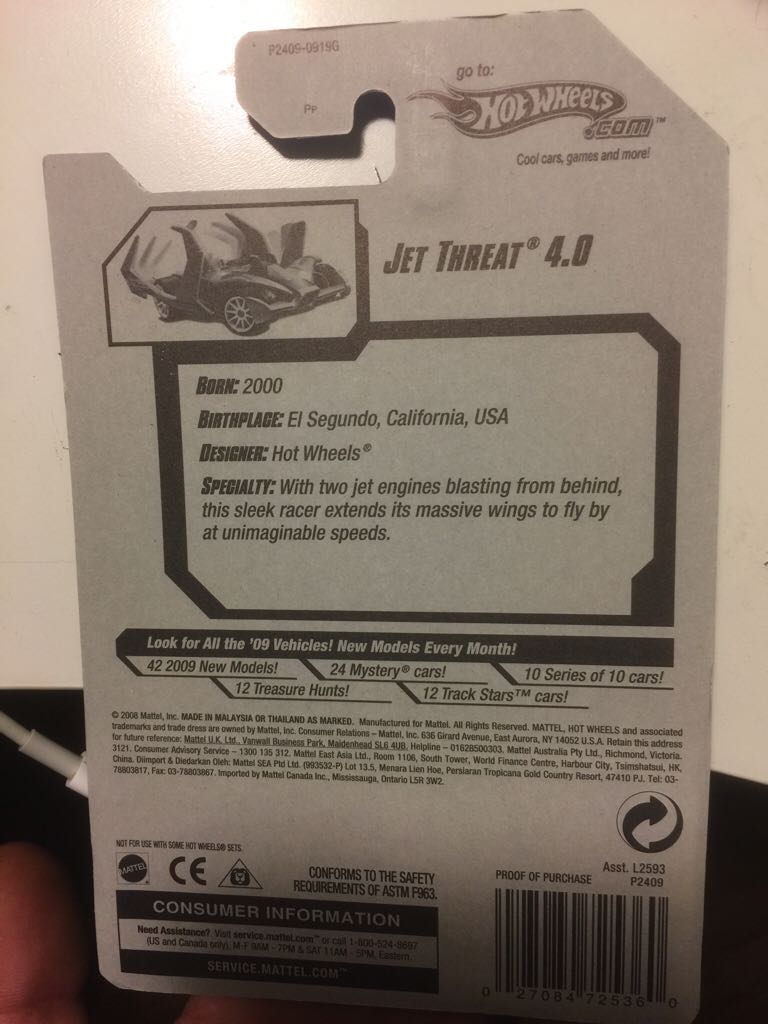 P2409-0919G
PP
go to:
HOT WHEELS
.COM™
Cool cars, games and more!
JET THREAT® 4.0
BORN: 2000
BIRTHPLACE: El Segundo, California, USA
DESIGNER: Hot Wheels®
SPECIALTY: With two jet engines blasting from behind,
this sleek racer extends its massive wings to fly by
at unimaginable speeds.
Look for All the '09 Vehicles! New Models Every Month!
42 2009 New Models! 24 Mystery® cars! 10 Series of 10 cars!
12 Treasure Hunts! 12 Track Stars™ cars!
© 2008 Mattel, Inc. MADE IN MALAYSIA OR THAILAND AS MARKED. Manufactured for Mattel. All Rights Reserved. MATTEL, HOT WHEELS and associated
trademarks and trade dress are owned by Mattel, Inc. Consumer Relations – Mattel, Inc. 636 Girard Avenue, East Aurora, NY 14052 U.S.A. Retain this address
for future reference: Mattel U.K. Ltd., Vanwall Business Park, Maidenhead SL6 4UB. Helpline – 01628500303. Mattel Australia Pty Ltd., Richmond, Victoria.
3121. Consumer Advisory Service – 1300 135 312. Mattel East Asia Ltd., Room 1106, South Tower, World Finance Centre, Harbour City, Tsimshatsui, HK,
China. Diimport & Diedarkan Oleh: Mattel SEA Ptd Ltd. (993532-P) Lot 13.5, Menara Lien Hoe, Persiaran Tropicana Gold Country Resort, 47410 PJ. Tel: 03-
78803817, Fax: 03-78803867. Imported by Mattel Canada Inc., Mississauga, Ontario L5R 3W2.
NOT FOR USE WITH SOME HOT WHEELS® SETS.
MATTEL
CE
CONFORMS TO THE SAFETY
REQUIREMENTS OF ASTM F963.
PROOF OF PURCHASE
Asst. L2593
P2409
CONSUMER INFORMATION
Need Assistance? Visit service.mattel.com™ or call 1-800-524-8697
(US and Canada only), M-F 9AM - 7PM & SAT 11AM - 5PM, Eastern.
SERVICE.MATTEL.COM™
0 27084 72536 0